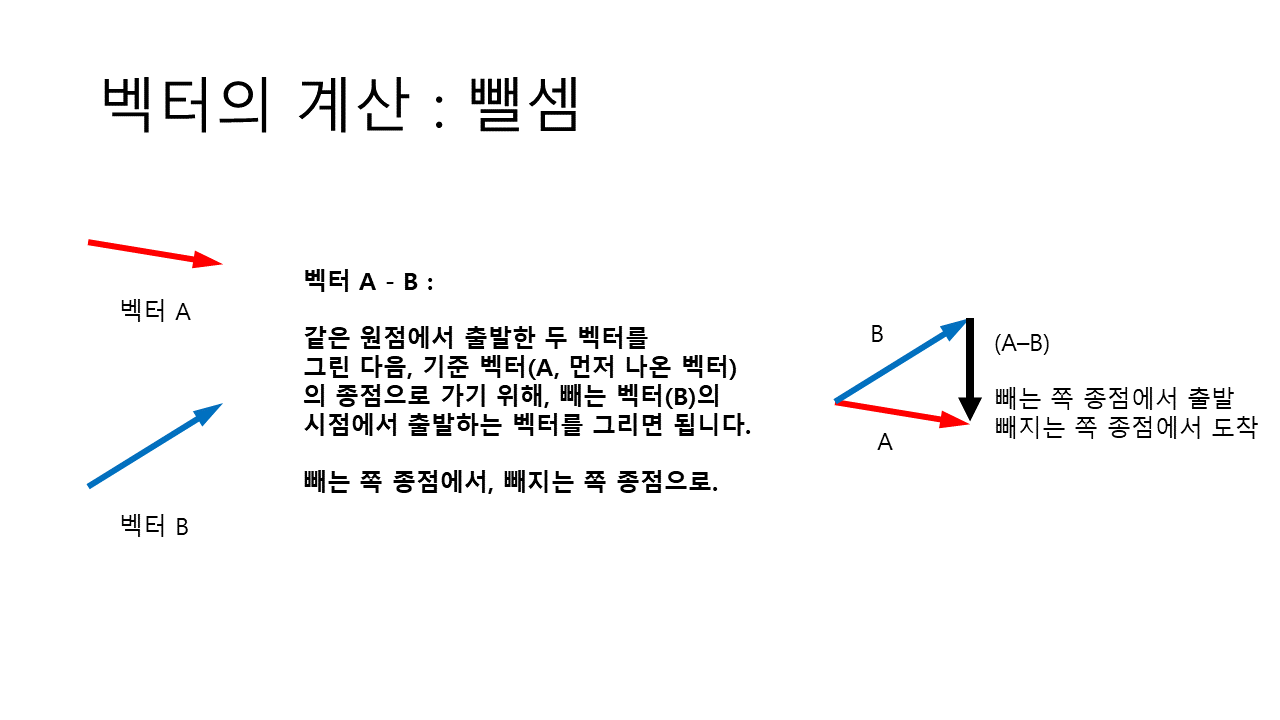 벡터의 계산 : 뺄셈
벡터 A
벡터 A - B :
같은 원점에서 출발한 두 벡터를
그린 다음, 기준 벡터(A, 먼저 나온 벡터)
의 종점으로 가기 위해, 빼는 벡터(B)의
시점에서 출발하는 벡터를 그리면 됩니다.
빼는 쪽 종점에서, 빼지는 쪽 종점으로.
벡터 B
B
A
(A–B)
빼는 쪽 종점에서 출발
빼지는 쪽 종점에서 도착